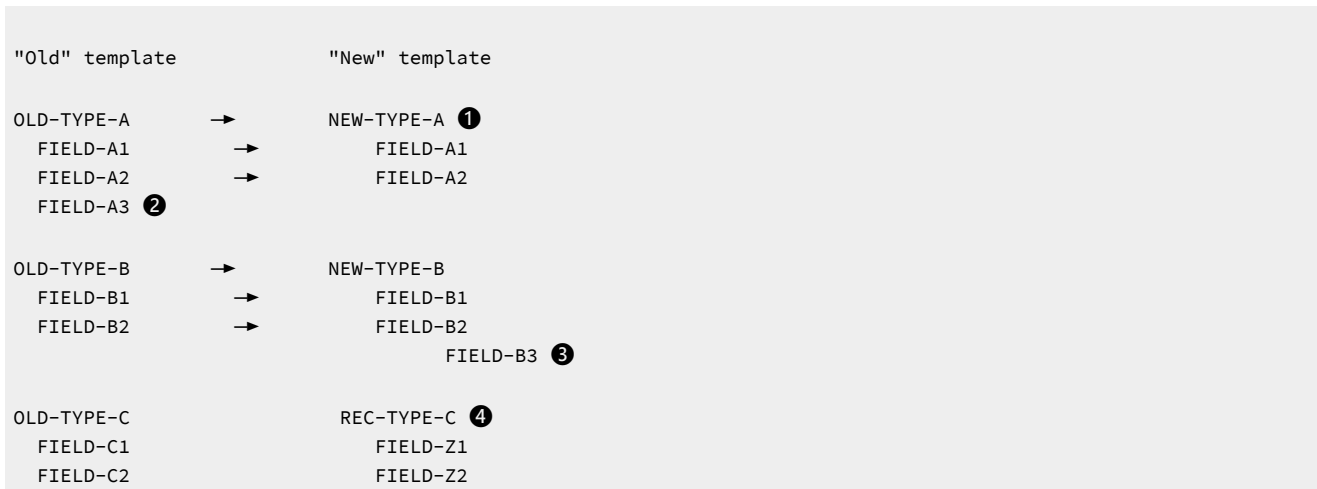 "Old" template "New" template
OLD-TYPE-A → NEW-TYPE-A ❶
FIELD-A1 → FIELD-A1
FIELD-A2 → FIELD-A2
FIELD-A3 ❷
OLD-TYPE-B → NEW-TYPE-B
FIELD-B1 → FIELD-B1
FIELD-B2 → FIELD-B2
FIELD-B3 ❸
OLD-TYPE-C REC-TYPE-C ❹
FIELD-C1 FIELD-Z1
FIELD-C2 FIELD-Z2